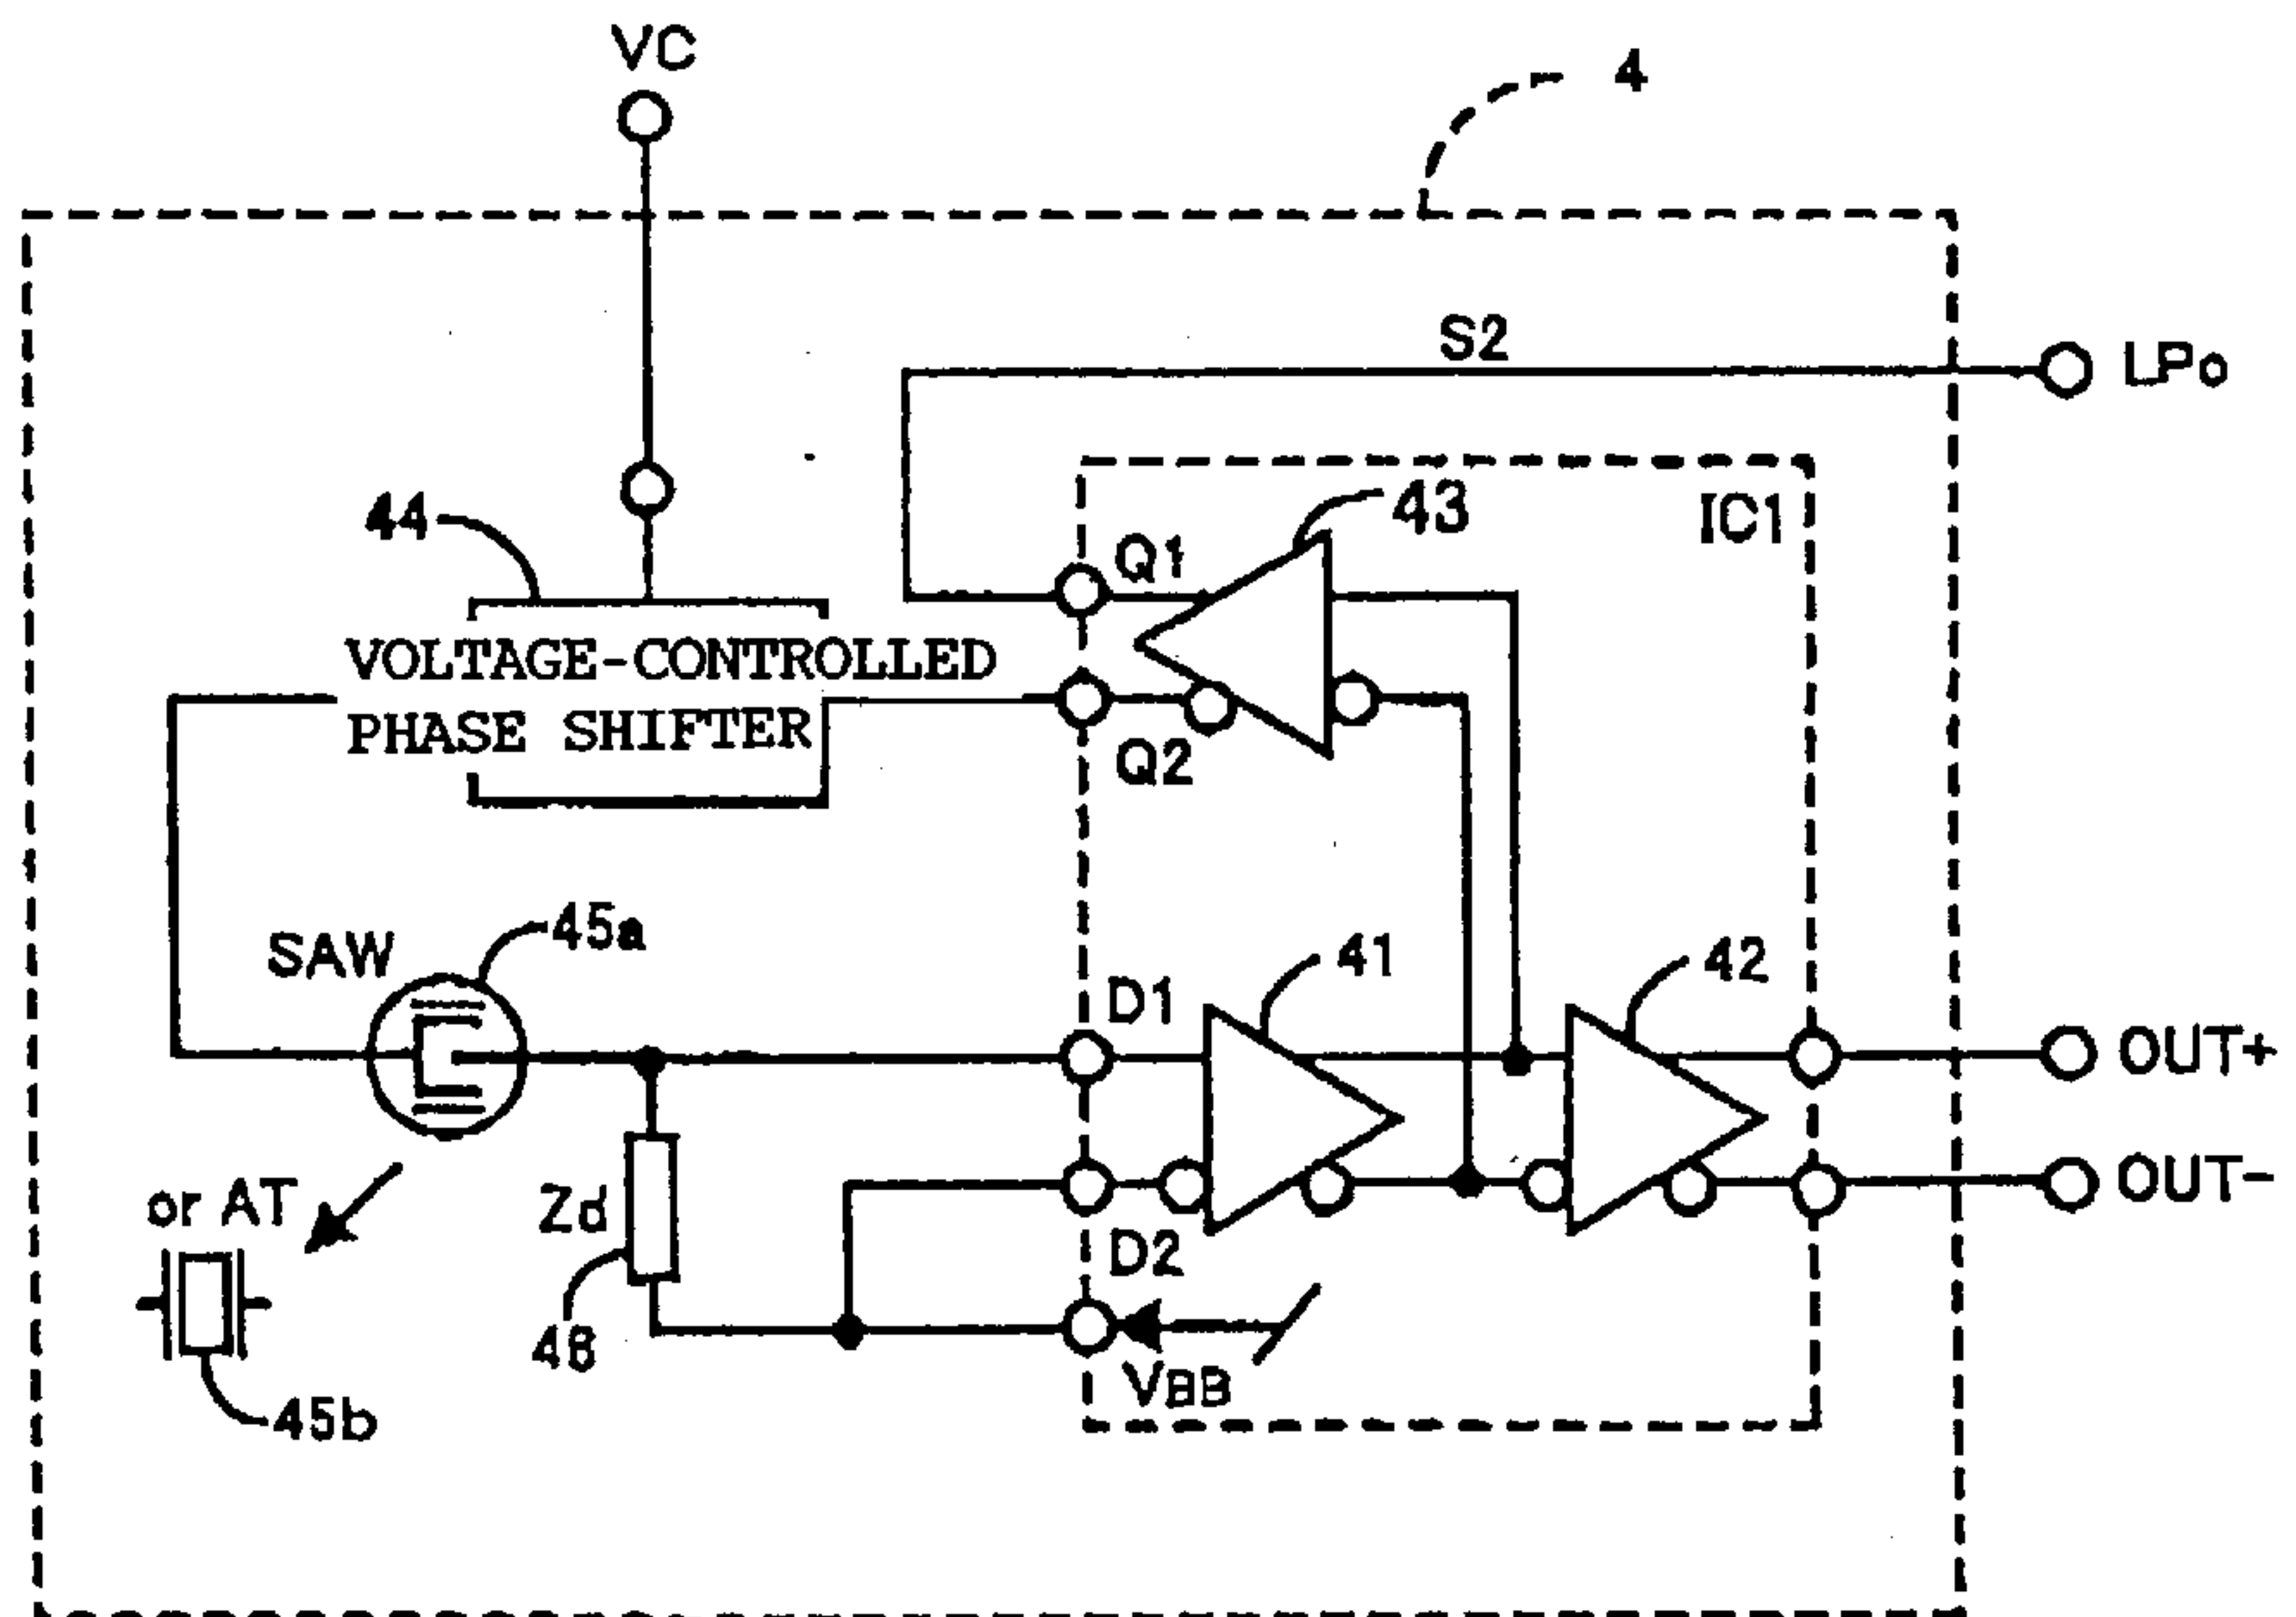 VC
4
S2
LPo
44
43
IC1
Q1
VOLTAGE-CONTROLLED
PHASE SHIFTER
Q2
SAW
45a
D1
41
42
OUT+
or AT
Zd
OUT-
D2
48
VBB
45b